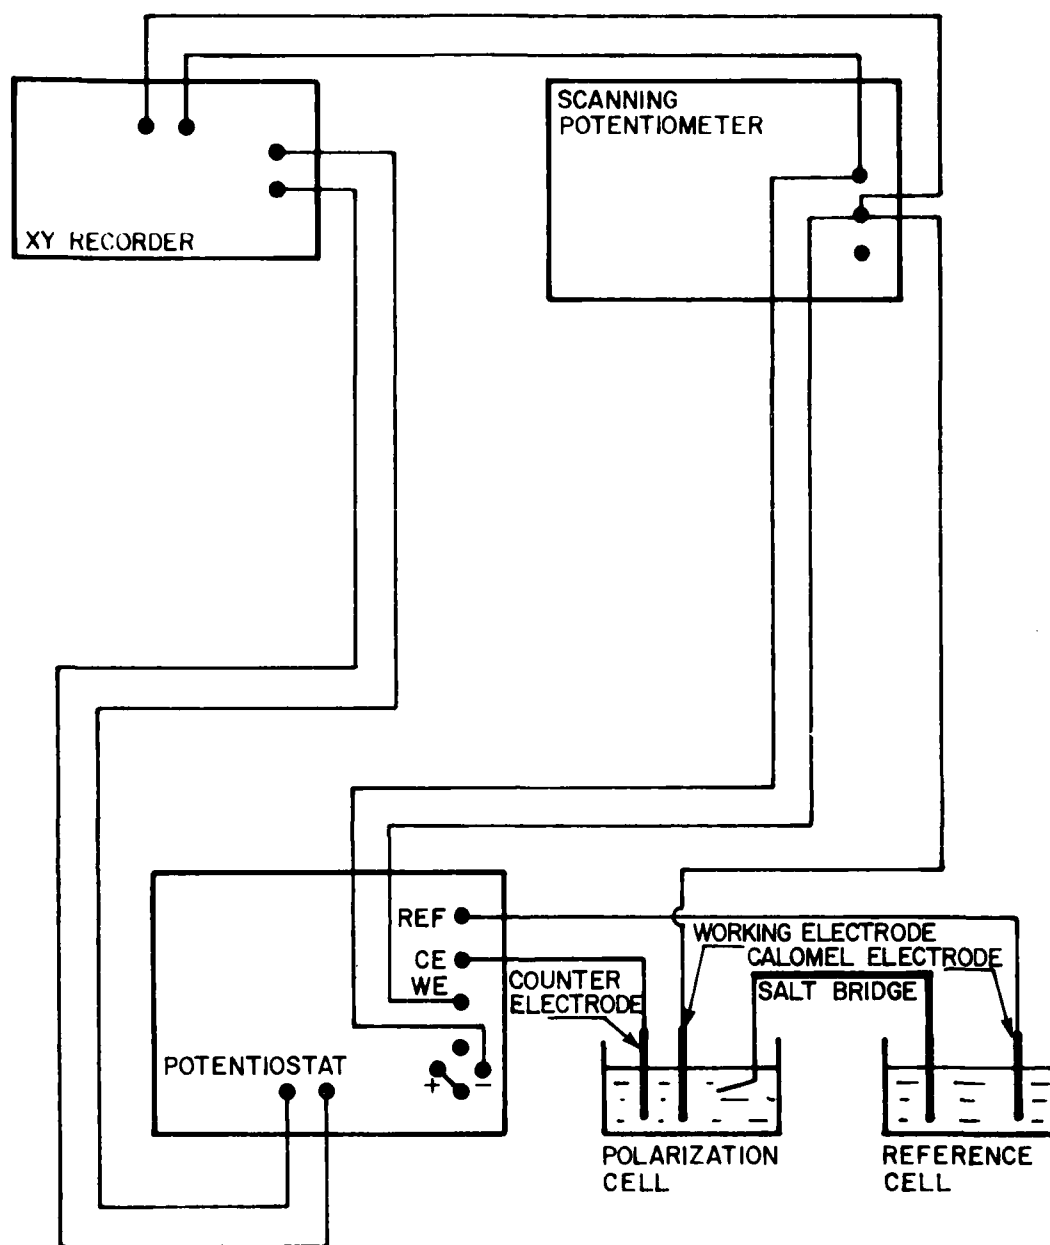 SCANNING
POTENTIOMETER
XY RECORDER
REF
CE
WE
WORKING ELECTRODE
CALOMEL ELECTRODE
COUNTER
ELECTRODE
SALT BRIDGE
POTENTIOSTAT
+ -
POLARIZATION
CELL
REFERENCE
CELL